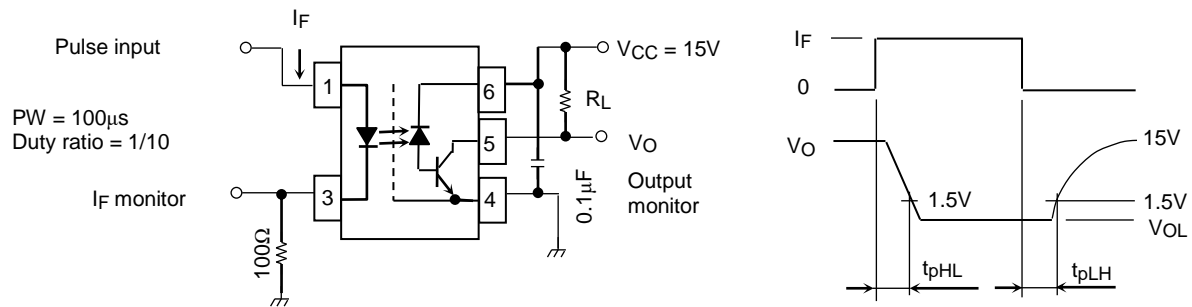 Pulse input
IF
1
6
VCC = 15V
PW = 100μs
Duty ratio = 1/10
RL
5
VO
IF monitor
3
4
0.1μF
Output
monitor
100Ω
IF
0
VO
15V
1.5V
1.5V
VOL
tpHL
tpLH